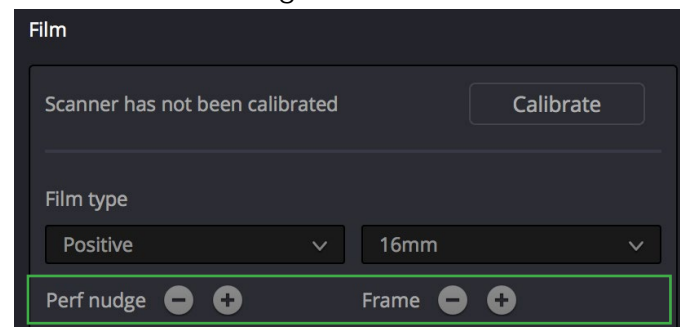 Film
Scanner has not been calibrated Calibrate
Film type
Positive 16mm
Perf nudge - + Frame - +